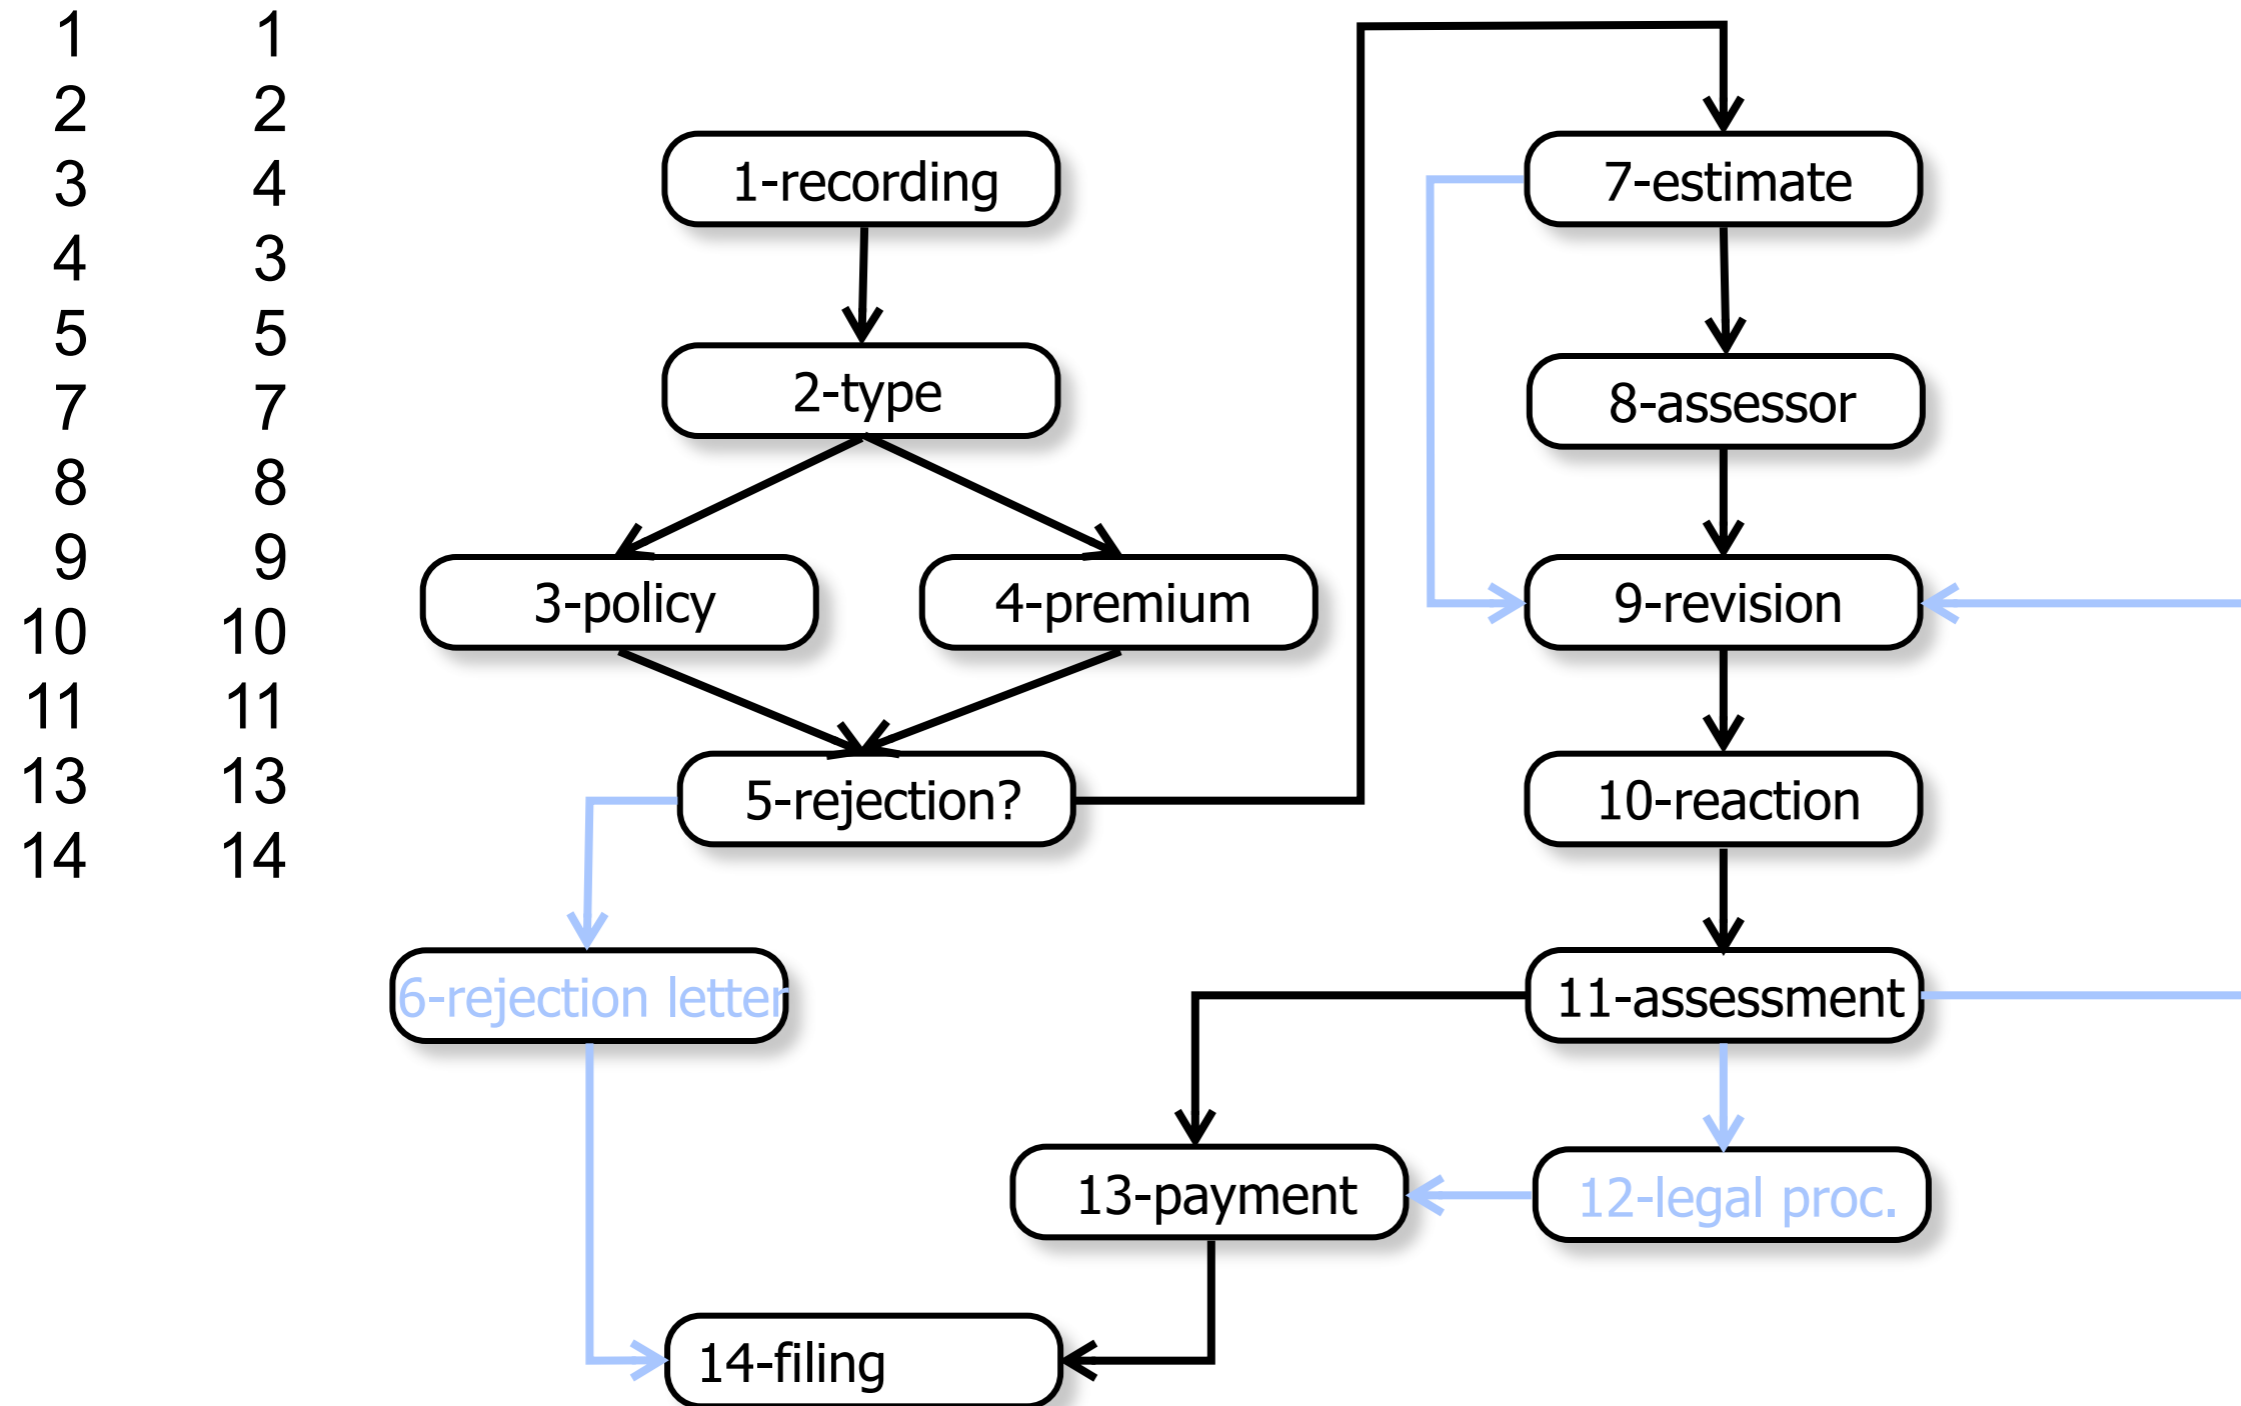 1 1
2 2
3 4
4 3
5 5
7 7
8 8
9 9
10 10
11 11
13 13
14 14
1-recording
2-type
3-policy
4-premium
5-rejection?
6-rejection letter
7-estimate
8-assessor
9-revision
10-reaction
11-assessment
12-legal proc.
13-payment
14-filing